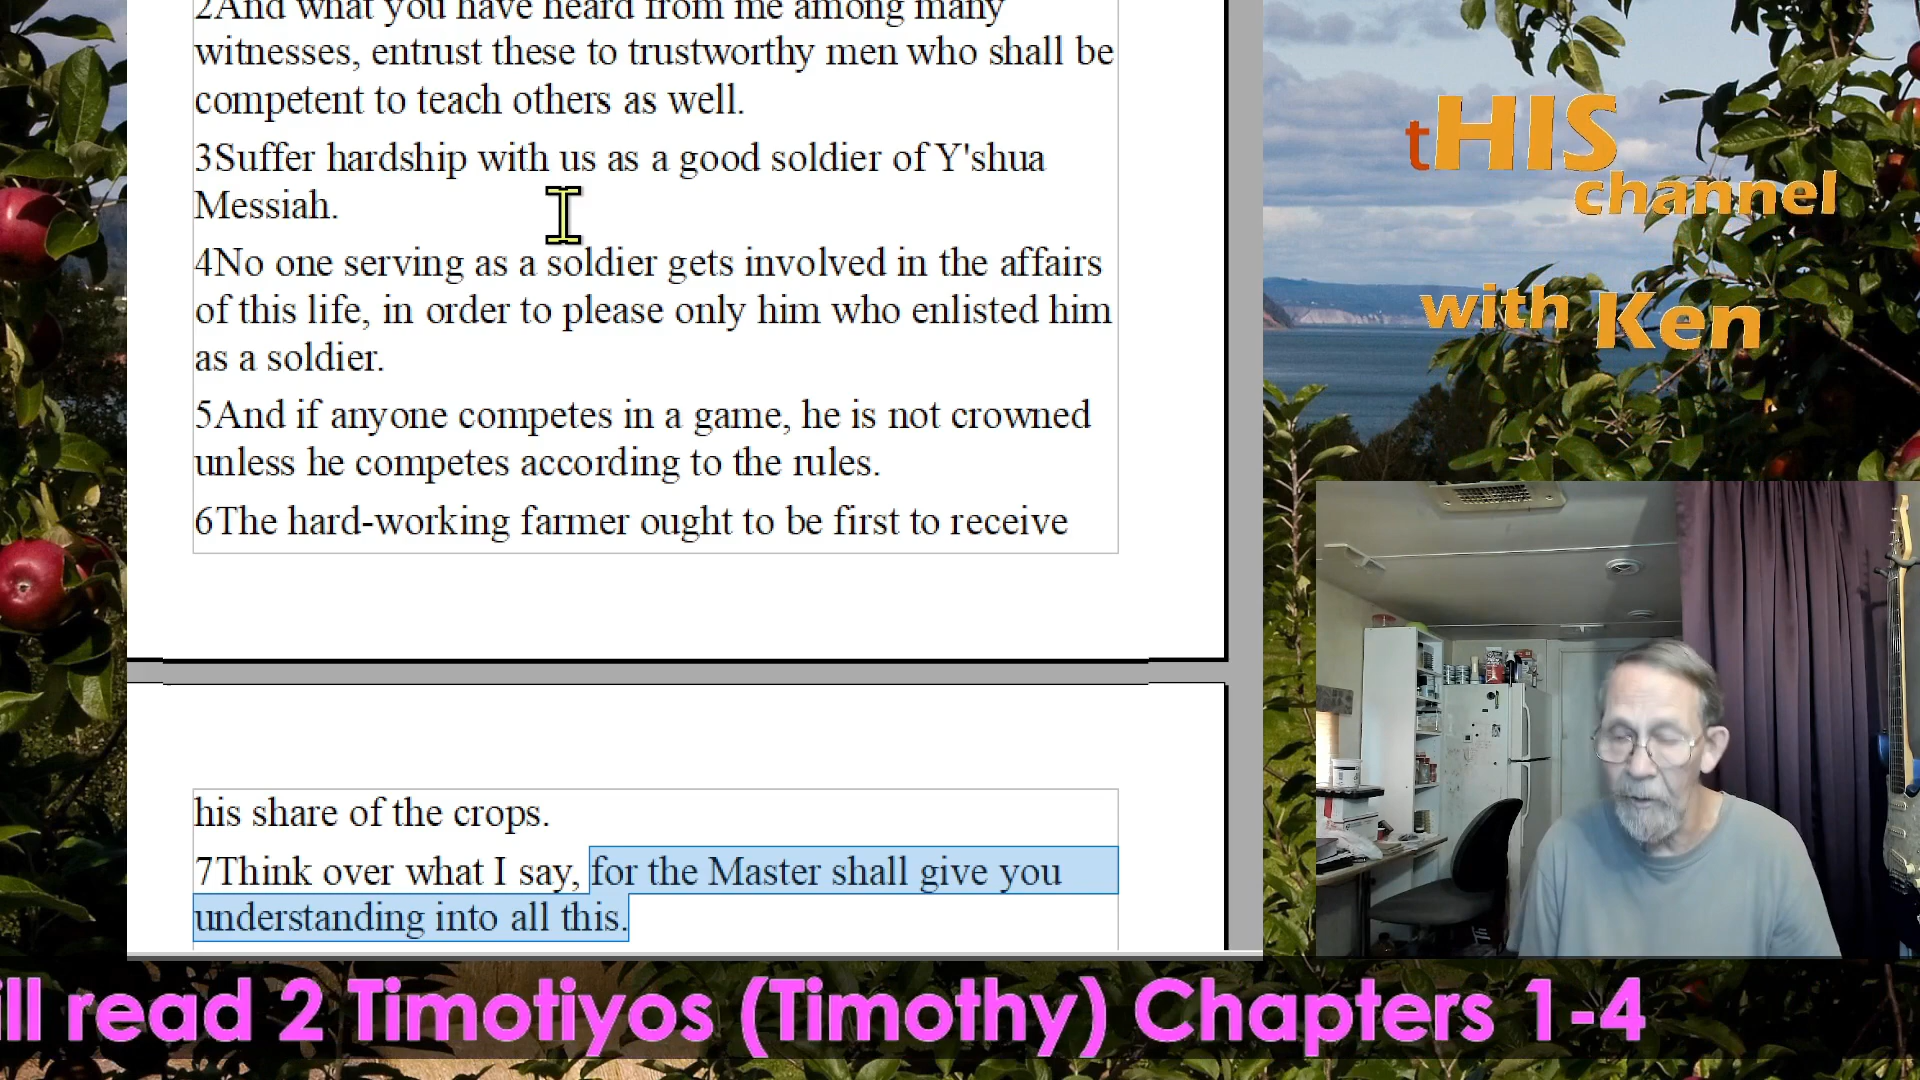 2And what you have heard from me among many
witnesses, entrust these to trustworthy men who shall be
competent to teach others as well.
3Suffer hardship with us as a good soldier of Y'shua
Messiah.
4No one serving as a soldier gets involved in the affairs
of this life, in order to please only him who enlisted him
as a soldier.
5And if anyone competes in a game, he is not crowned
unless he competes according to the rules.
6The hard-working farmer ought to be first to receive
his share of the crops.
7Think over what I say, for the Master shall give you
understanding into all this.
tHIS
channel
with Ken
ill read 2 Timotiyos (Timothy) Chapters 1-4